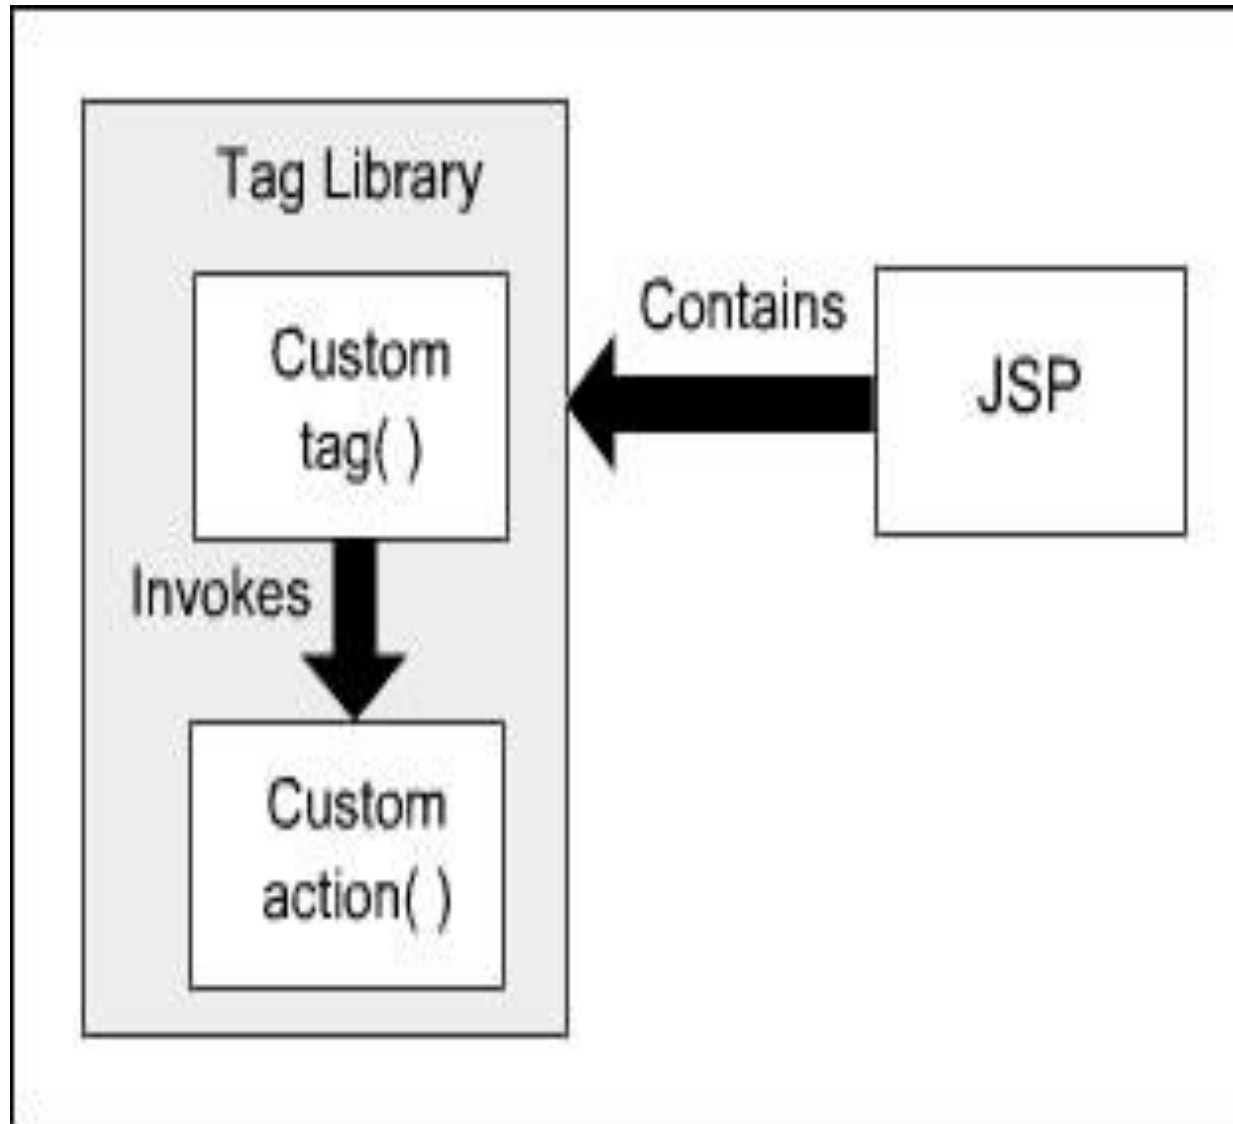 Tag Library
Custom
tag( )
Contains
JSP
Invokes
Custom
action( )